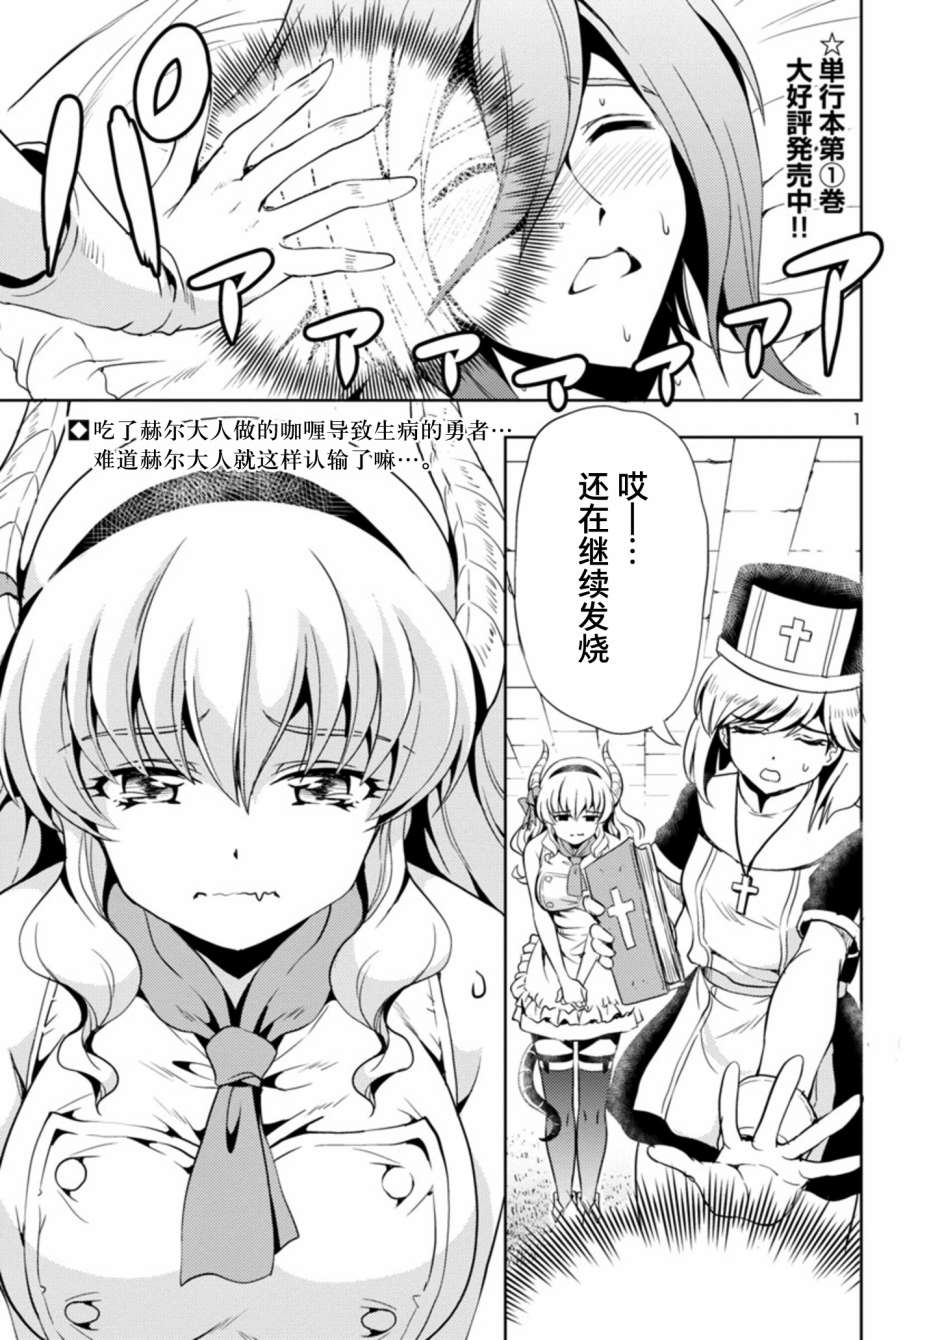 ☆単行本第①巻
大好評発売中!!
パアアアアアアア
1
吃了赫尔大人做的咖喱导致生病的勇者…
难道赫尔大人就这样认输了嘛…。
哎—…
还在继续发烧